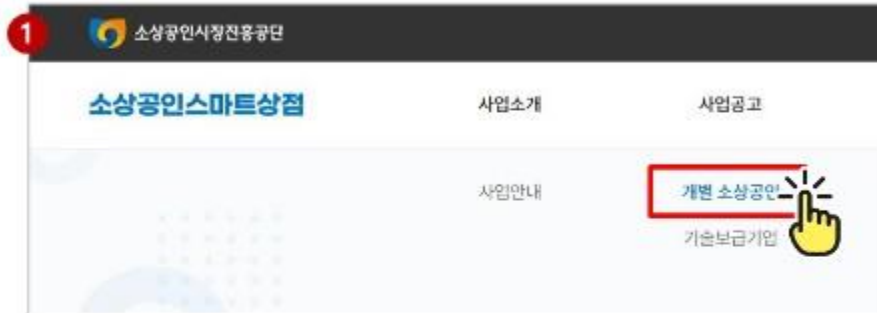 1
소상공인시장진흥공단
소상공인스마트상점 사업소개 사업공고
사업안내 개별 소상공인
기술보급기업